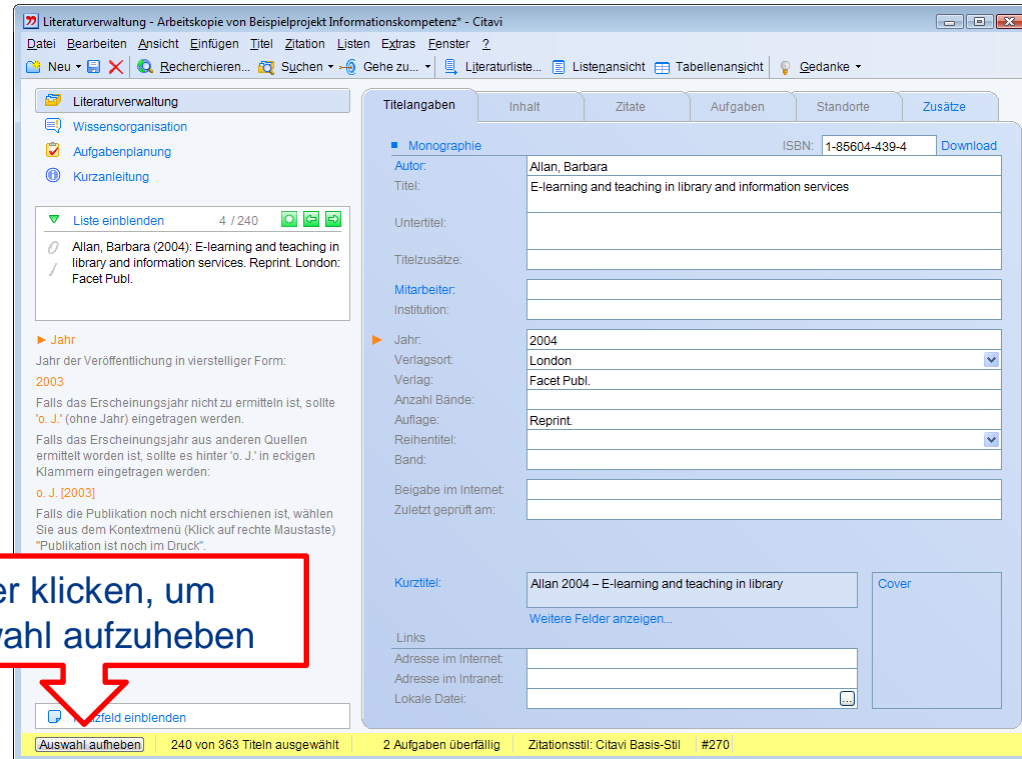 Literaturverwaltung - Arbeitskopie von Beispielprojekt Informationskompetenz* - Citavi
Datei Bearbeiten Ansicht Einfügen Titel Zitation Listen Extras Fenster ?
Neu Recherchieren... Suchen Gehe zu... Literaturliste... Listenansicht Tabellenansicht Gedanke
Literaturverwaltung
Wissensorganisation
Aufgabenplanung
Kurzanleitung
Liste einblenden 4 / 240
Allan, Barbara (2004): E-learning and teaching in
library and information services. Reprint. London:
Facet Publ.
Jahr
Jahr der Veröffentlichung in vierstelliger Form:
2003
Falls das Erscheinungsjahr nicht zu ermitteln ist, sollte
'o. J.' (ohne Jahr) eingetragen werden.
Falls das Erscheinungsjahr aus anderen Quellen
ermittelt worden ist, sollte es hinter 'o. J.' in eckigen
Klammern eingetragen werden:
o. J. [2003]
Falls die Publikation noch nicht erschienen ist, wählen
Sie aus dem Kontextmenü (Klick auf rechte Maustaste)
"Publikation ist noch im Druck".
er klicken, um
wahl aufzuheben
zfeld einblenden
Titelangaben Inhalt Zitate Aufgaben Standorte Zusätze
Monographie ISBN: 1-85604-439-4 Download
Autor: Allan, Barbara
Titel: E-learning and teaching in library and information services
Untertitel:
Titelzusätze:
Mitarbeiter:
Institution:
Jahr: 2004
Verlagsort: London
Verlag: Facet Publ.
Anzahl Bände:
Auflage: Reprint.
Reihentitel:
Band:
Beigabe im Internet:
Zuletzt geprüft am:
Kurztitel: Allan 2004 – E-learning and teaching in library Cover
Weitere Felder anzeigen...
Links
Adresse im Internet:
Adresse im Intranet:
Lokale Datei: ...
Auswahl aufheben 240 von 363 Titeln ausgewählt 2 Aufgaben überfällig Zitationsstil: Citavi Basis-Stil #270